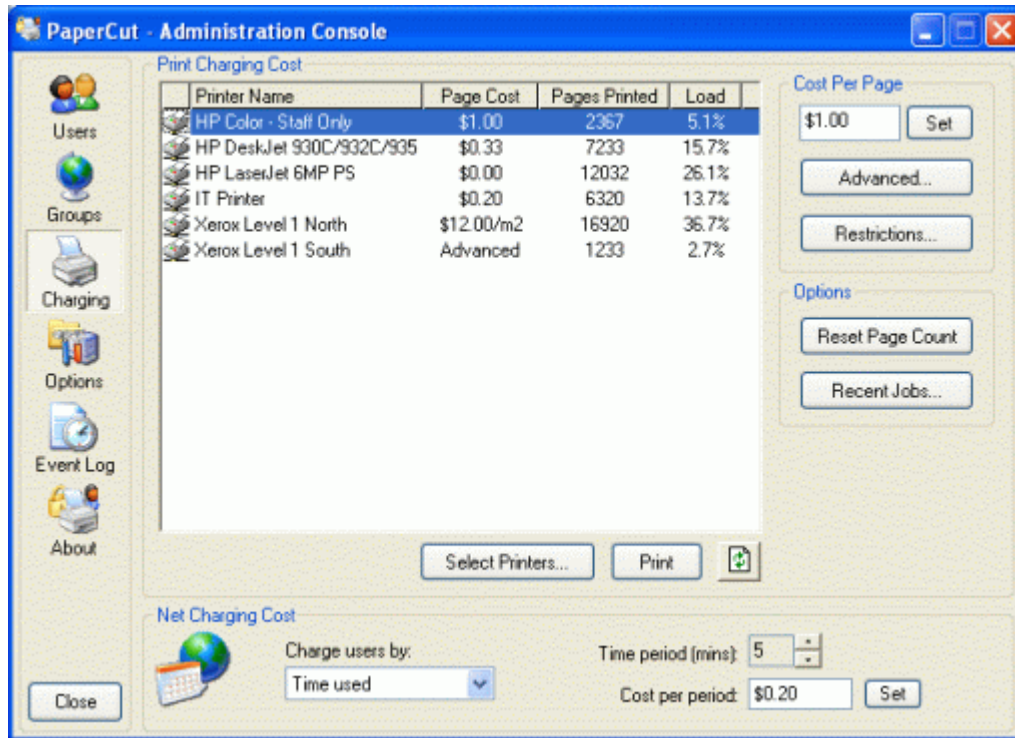 PaperCut - Administration Console
Users
Groups
Charging
Options
Event Log
About
Close
Print Charging Cost
Printer Name Page Cost Pages Printed Load
HP Color - Staff Only $1.00 2367 5.1%
HP DeskJet 930C/932C/935 $0.33 7233 15.7%
HP LaserJet 6MP PS $0.00 12032 26.1%
IT Printer $0.20 6320 13.7%
Xerox Level 1 North $12.00/m2 16920 36.7%
Xerox Level 1 South Advanced 1233 2.7%
Select Printers... Print
Cost Per Page
$1.00 Set
Advanced...
Restrictions...
Options
Reset Page Count
Recent Jobs...
Net Charging Cost
Charge users by: Time period (mins): 5
Time used Cost per period: $0.20 Set